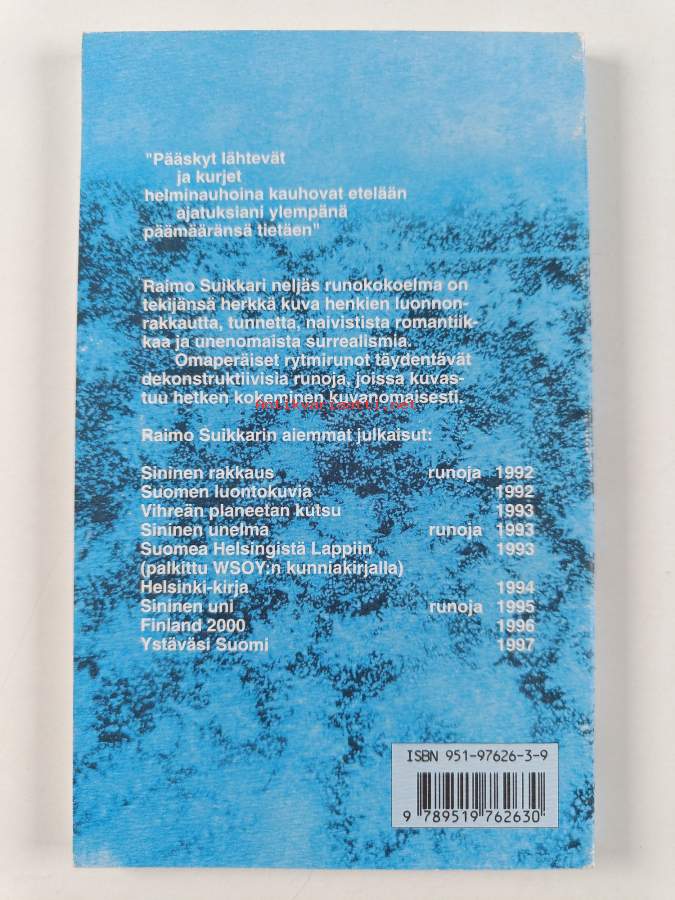 "Pääskyt lähtevät
ja kurjet
helminauhoina kauhovat etelään
ajatuksiani ylempänä
päämääränsä tietäen"
Raimo Suikkari neljäs runokokoelma on
tekijänsä herkkä kuva henkien luonnon-
rakkautta, tunnetta, naivistista romantiik-
kaa ja unenomaista surrealismia.
Omaperäiset rytmirunot täydentävät
dekonstruktiivisia runoja, joissa kuvas-
tuu hetken kokeminen kuvanomaisesti.
antikvariaatti.net
Raimo Suikkarin aiemmat julkaisut:
Sininen rakkaus runoja 1992
Suomen luontokuvia 1992
Vihreän planeetan kutsu 1993
Sininen unelma runoja 1993
Suomea Helsingistä Lappiin 1993
(palkittu WSOY:n kunniakirjalla)
Helsinki-kirja 1994
Sininen uni runoja 1995
Finland 2000 1996
Ystäväsi Suomi 1997
ISBN 951-97626-3-9
9 789519 762630